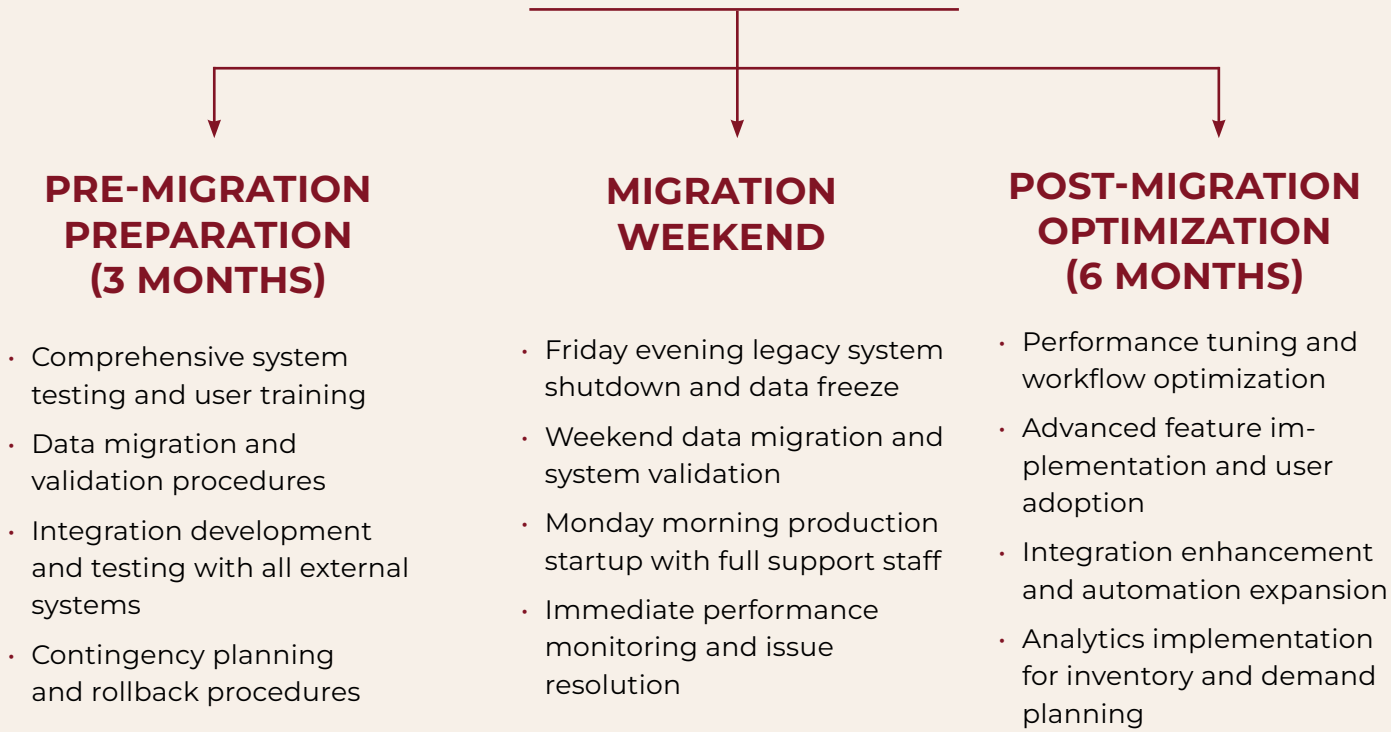 PRE-MIGRATION
PREPARATION
(3 MONTHS)
· Comprehensive system
testing and user training
· Data migration and
validation procedures
· Integration development
and testing with all external
systems
· Contingency planning
and rollback procedures
MIGRATION
WEEKEND
· Friday evening legacy system
shutdown and data freeze
· Weekend data migration and
system validation
· Monday morning production
startup with full support staff
· Immediate performance
monitoring and issue
resolution
POST-MIGRATION
OPTIMIZATION
(6 MONTHS)
· Performance tuning and
workflow optimization
· Advanced feature im-
plementation and user
adoption
· Integration enhancement
and automation expansion
· Analytics implementation
for inventory and demand
planning